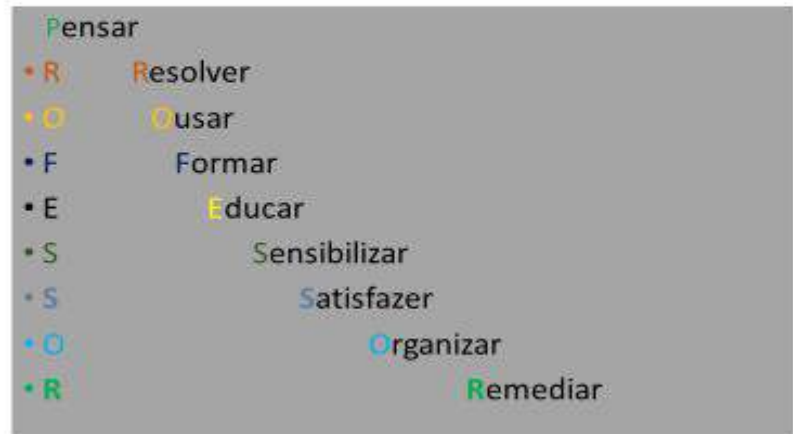 Pensar
• R Resolver
• O Ousar
• F Formar
• E Educar
• S Sensibilizar
• S Satisfazer
• O Organizar
• R Remediar